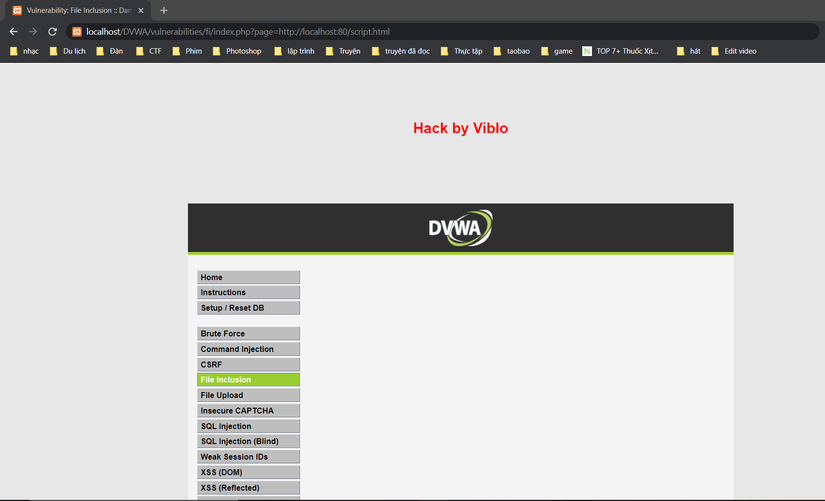 Vulnerability: File Inclusion :: Dam
localhost/DVWA/vulnerabilities/fi/index.php?page=http://localhost:80/script.html
nhạc Du lịch Đàn CTF Phim Photoshop lập trình Truyện truyện đã đọc Thực tập taobao game TOP 7+ Thuốc Xịt... hát Edit video
Hack by Viblo
DVWA
Home
Instructions
Setup / Reset DB
Brute Force
Command Injection
CSRF
File Inclusion
File Upload
Insecure CAPTCHA
SQL Injection
SQL Injection (Blind)
Weak Session IDs
XSS (DOM)
XSS (Reflected)